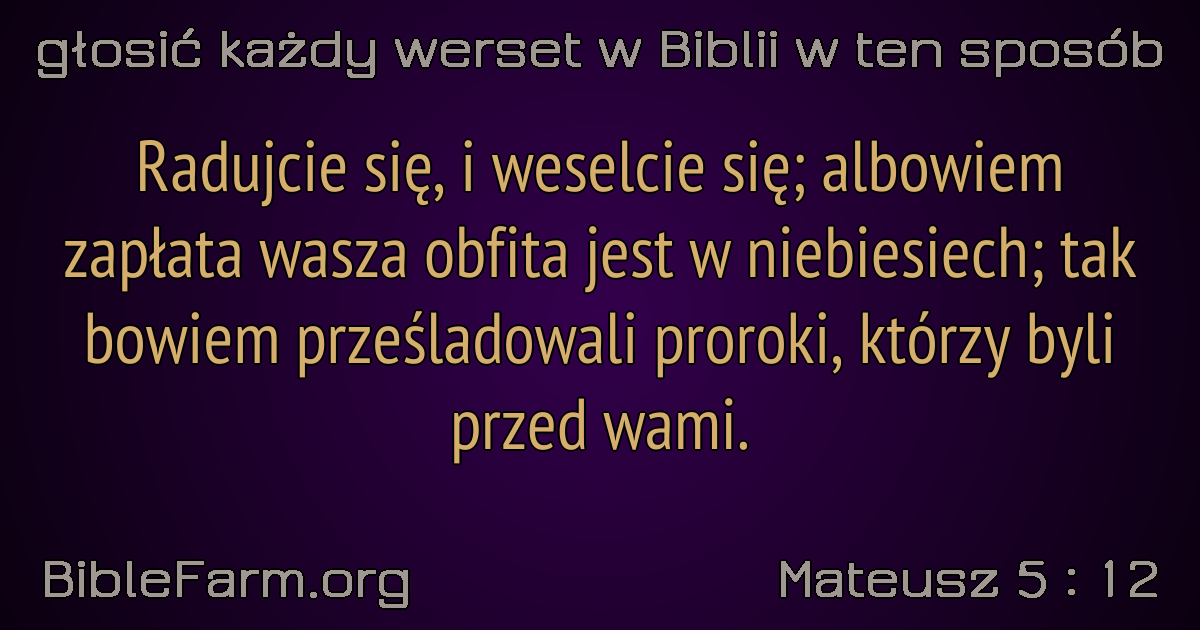 głosić każdy werset w Biblii w ten sposób
Radujcie się, i weselcie się; albowiem
zapłata wasza obfita jest w niebiesiech; tak
bowiem prześladowali proroki, którzy byli
przed wami.
BibleFarm.org
Mateusz 5 : 12